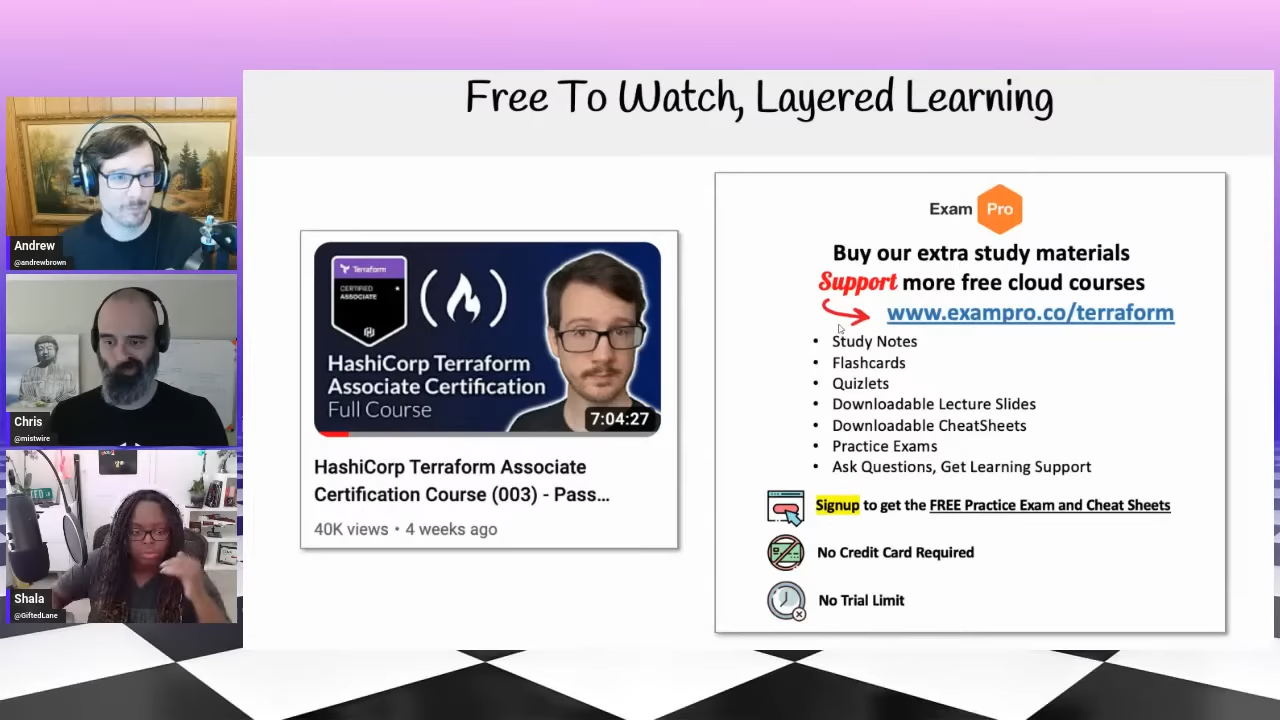 Free To Watch, Layered Learning
Andrew
@andrewbrown
Chris
@mistwire
Shala
@GiftedLane
Terraform
CERTIFIED
ASSOCIATE
HashiCorp Terraform
Associate Certification
Full Course
7:04:27
HashiCorp Terraform Associate
Certification Course (003) - Pass...
40K views • 4 weeks ago
Exam Pro
Buy our extra study materials
Support more free cloud courses
www.exampro.co/terraform
• Study Notes
• Flashcards
• Quizlets
• Downloadable Lecture Slides
• Downloadable CheatSheets
• Practice Exams
• Ask Questions, Get Learning Support
Signup to get the FREE Practice Exam and Cheat Sheets
No Credit Card Required
No Trial Limit